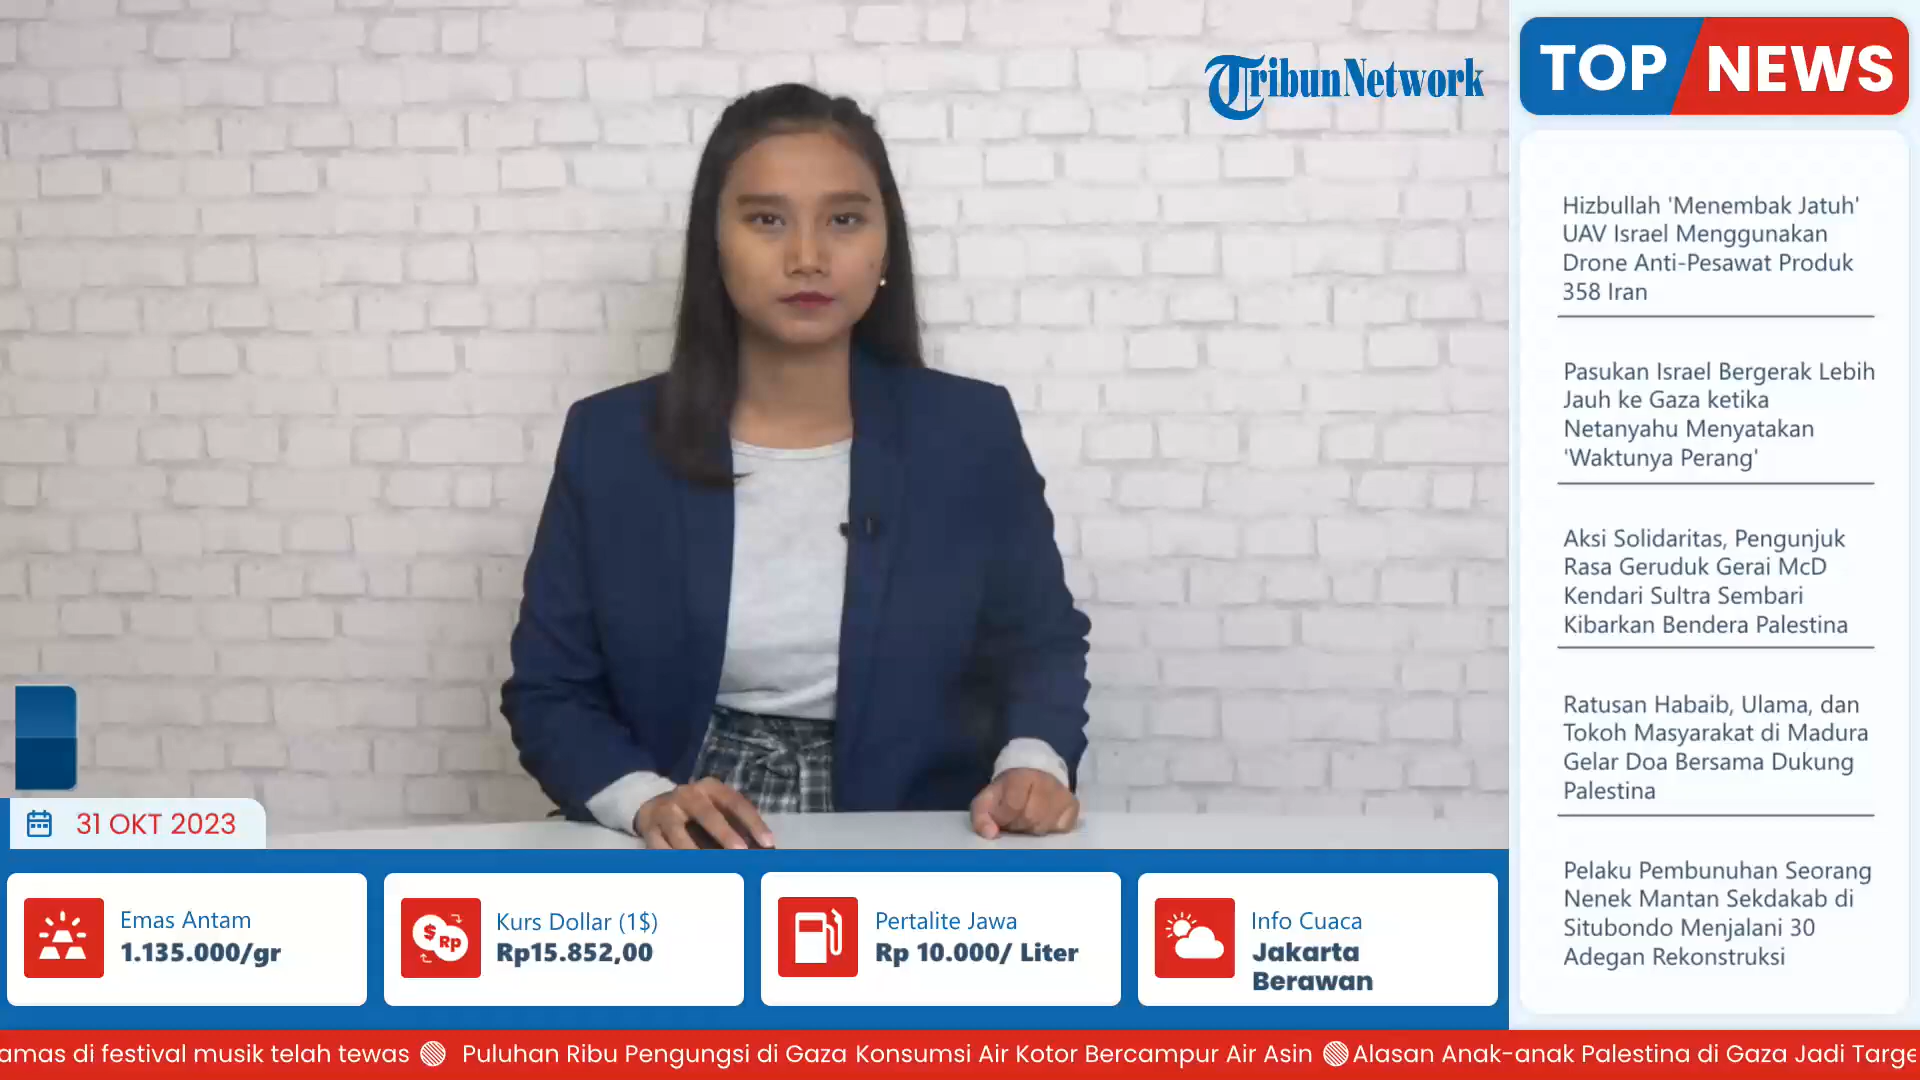 TribunNetwork
TOP NEWS
Hizbullah 'Menembak Jatuh'
UAV Israel Menggunakan
Drone Anti-Pesawat Produk
358 Iran
Pasukan Israel Bergerak Lebih
Jauh ke Gaza ketika
Netanyahu Menyatakan
'Waktunya Perang'
Aksi Solidaritas, Pengunjuk
Rasa Geruduk Gerai McD
Kendari Sultra Sembari
Kibarkan Bendera Palestina
Ratusan Habaib, Ulama, dan
Tokoh Masyarakat di Madura
Gelar Doa Bersama Dukung
Palestina
Pelaku Pembunuhan Seorang
Nenek Mantan Sekdakab di
Situbondo Menjalani 30
Adegan Rekonstruksi
31 OKT 2023
Emas Antam
1.135.000/gr
$ Rp
Kurs Dollar (1$)
Rp15.852,00
Pertalite Jawa
Rp 10.000/ Liter
Info Cuaca
Jakarta
Berawan
amas di festival musik telah tewas Puluhan Ribu Pengungsi di Gaza Konsumsi Air Kotor Bercampur Air Asin Alasan Anak-anak Palestina di Gaza Jadi Targe